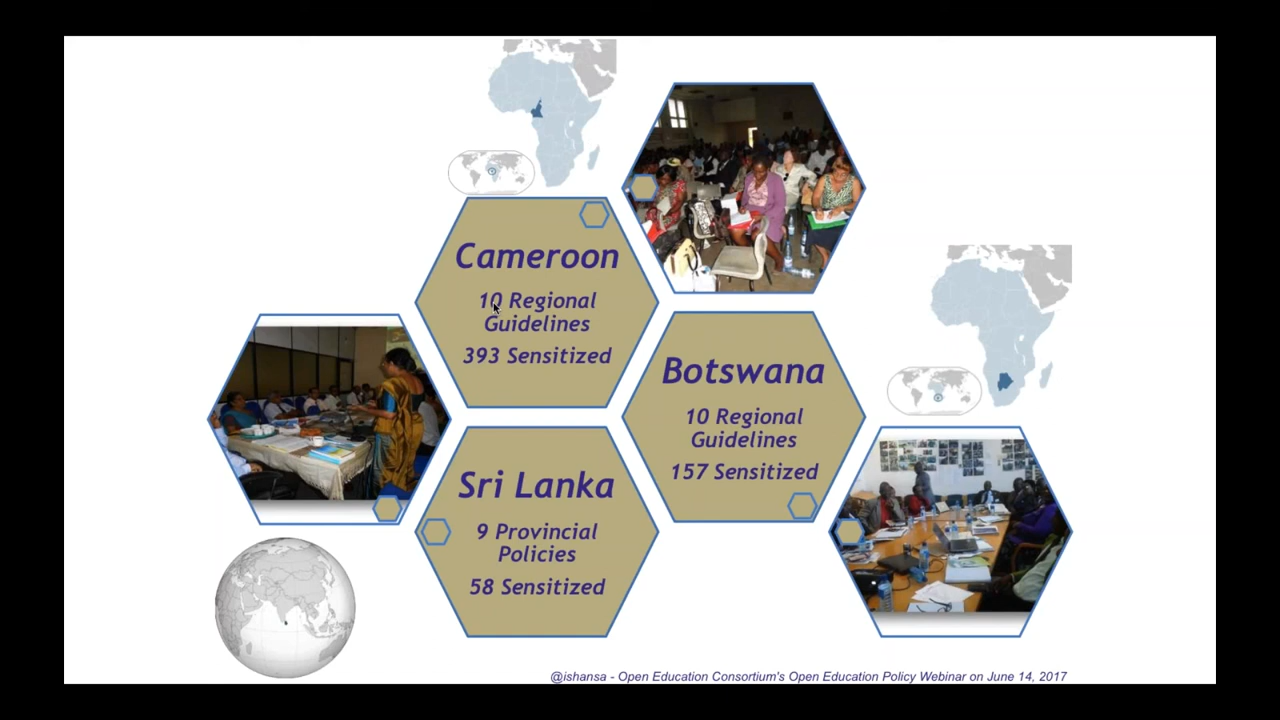 Cameroon
10 Regional
Guidelines
393 Sensitized
Botswana
10 Regional
Guidelines
157 Sensitized
Sri Lanka
9 Provincial
Policies
58 Sensitized
@ishansa - Open Education Consortium's Open Education Policy Webinar on June 14, 2017